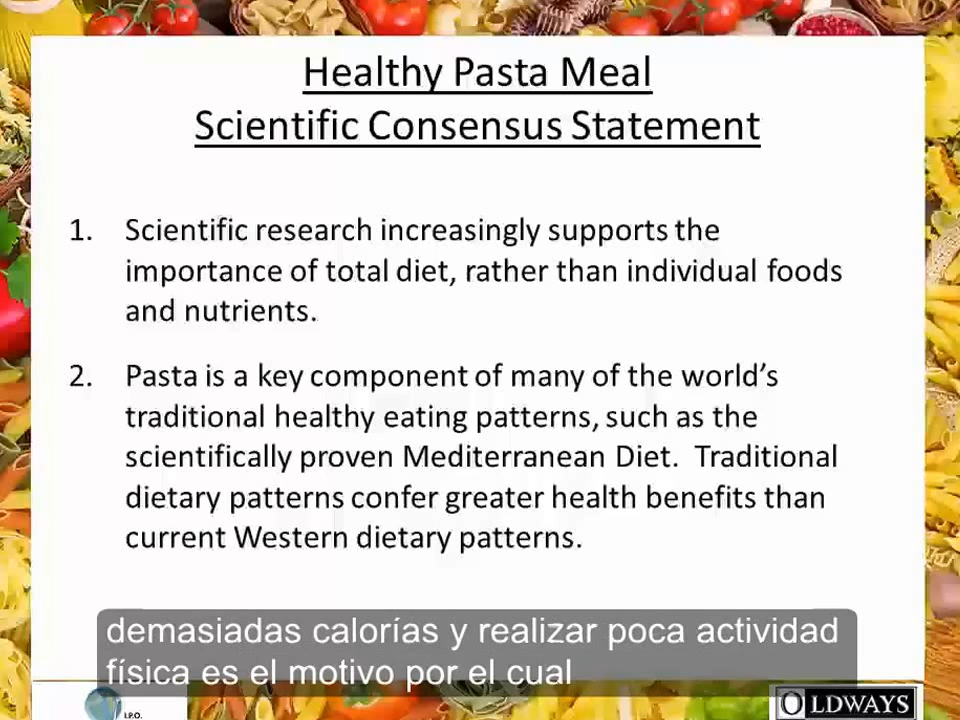 Healthy Pasta Meal
Scientific Consensus Statement
1. Scientific research increasingly supports the
importance of total diet, rather than individual foods
and nutrients.
2. Pasta is a key component of many of the world’s
traditional healthy eating patterns, such as the
scientifically proven Mediterranean Diet.  Traditional
dietary patterns confer greater health benefits than
current Western dietary patterns.
demasiadas calorías y realizar poca actividad
física es el motivo por el cual
I.P.O.
OLDWAYS